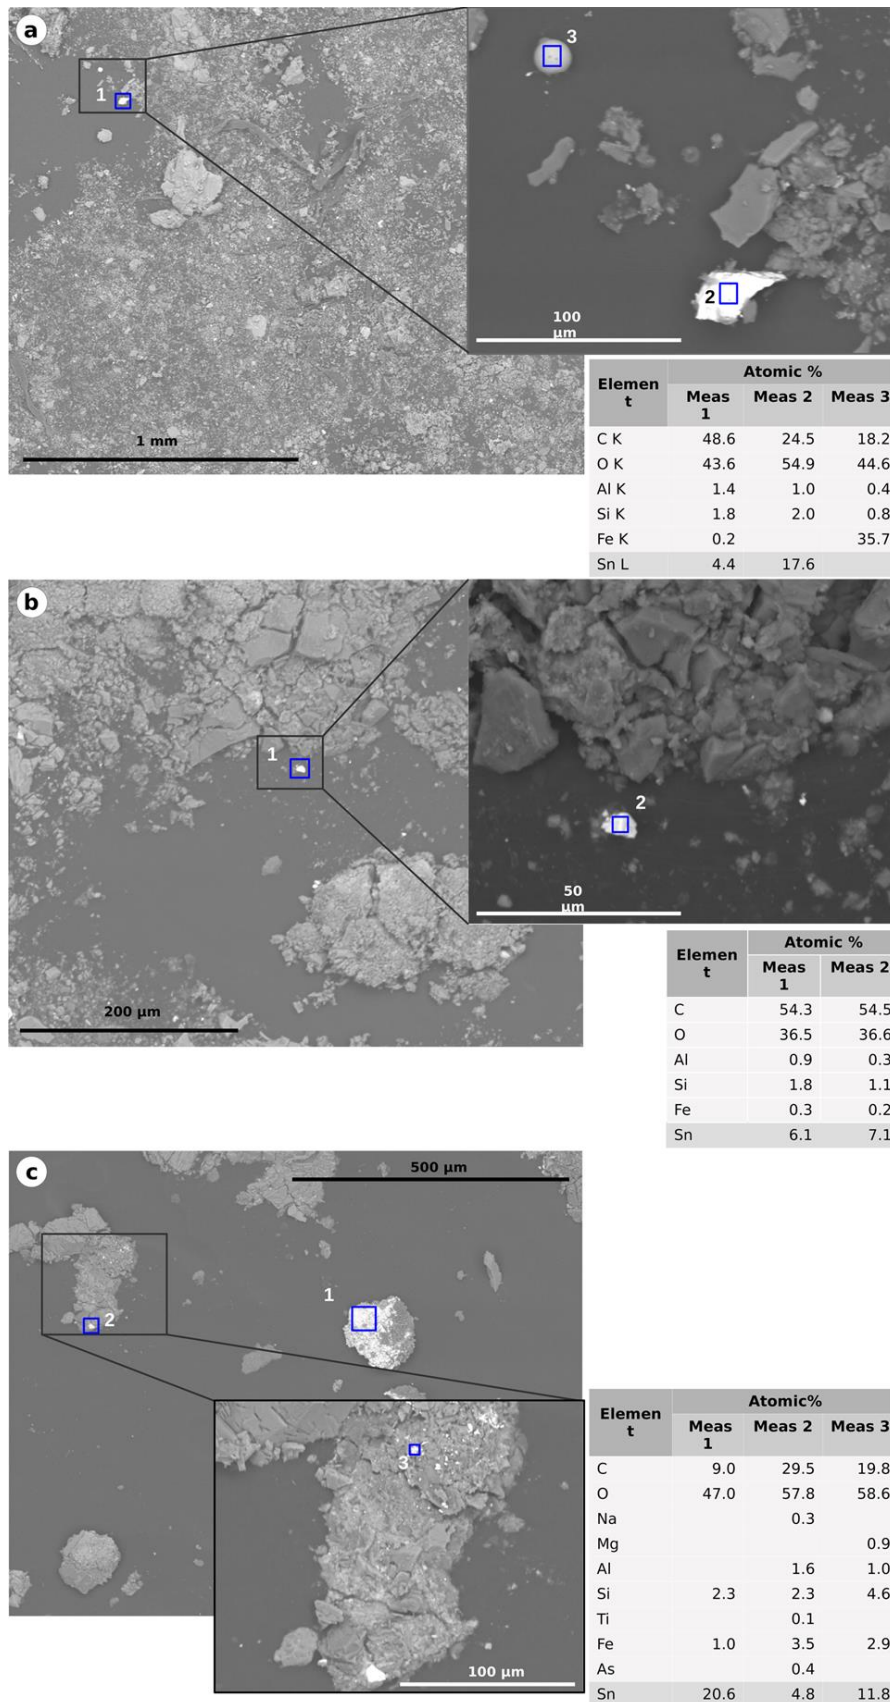 a
1
3
2
100
µm
1 mm
Elemen
t
Atomic %
Meas
1
Meas 2
Meas 3
C K 48.6 24.5 18.2
O K 43.6 54.9 44.6
Al K 1.4 1.0 0.4
Si K 1.8 2.0 0.8
Fe K 0.2 35.7
Sn L 4.4 17.6
b
1
2
50
µm
200 µm
Elemen
t
Atomic %
Meas
1
Meas 2
C 54.3 54.5
O 36.5 36.6
Al 0.9 0.3
Si 1.8 1.1
Fe 0.3 0.2
Sn 6.1 7.1
c
500 µm
1
2
3
100 µm
Elemen
t
Atomic%
Meas
1
Meas 2
Meas 3
C 9.0 29.5 19.8
O 47.0 57.8 58.6
Na 0.3
Mg 0.9
Al 1.6 1.0
Si 2.3 2.3 4.6
Ti 0.1
Fe 1.0 3.5 2.9
As 0.4
Sn 20.6 4.8 11.8